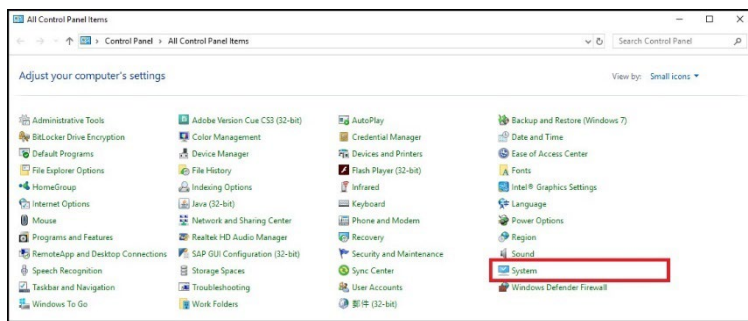 All Control Panel Items
Control Panel > All Control Panel Items
Search Control Panel
Adjust your computer's settings
View by: Small icons
Administrative Tools Adobe Version Cue CS3 (32-bit) AutoPlay Backup and Restore (Windows 7)
BitLocker Drive Encryption Color Management Credential Manager Date and Time
Default Programs Device Manager Devices and Printers Ease of Access Center
File Explorer Options File History Flash Player (32-bit) Fonts
HomeGroup Indexing Options Infrared Intel® Graphics Settings
Internet Options Java (32-bit) Keyboard Language
Mouse Network and Sharing Center Phone and Modem Power Options
Programs and Features Realtek HD Audio Manager Recovery Region
RemoteApp and Desktop Connections SAP GUI Configuration (32-bit) Security and Maintenance Sound
Speech Recognition Storage Spaces Sync Center System
Taskbar and Navigation Troubleshooting User Accounts Windows Defender Firewall
Windows To Go Work Folders 郵件 (32-bit)